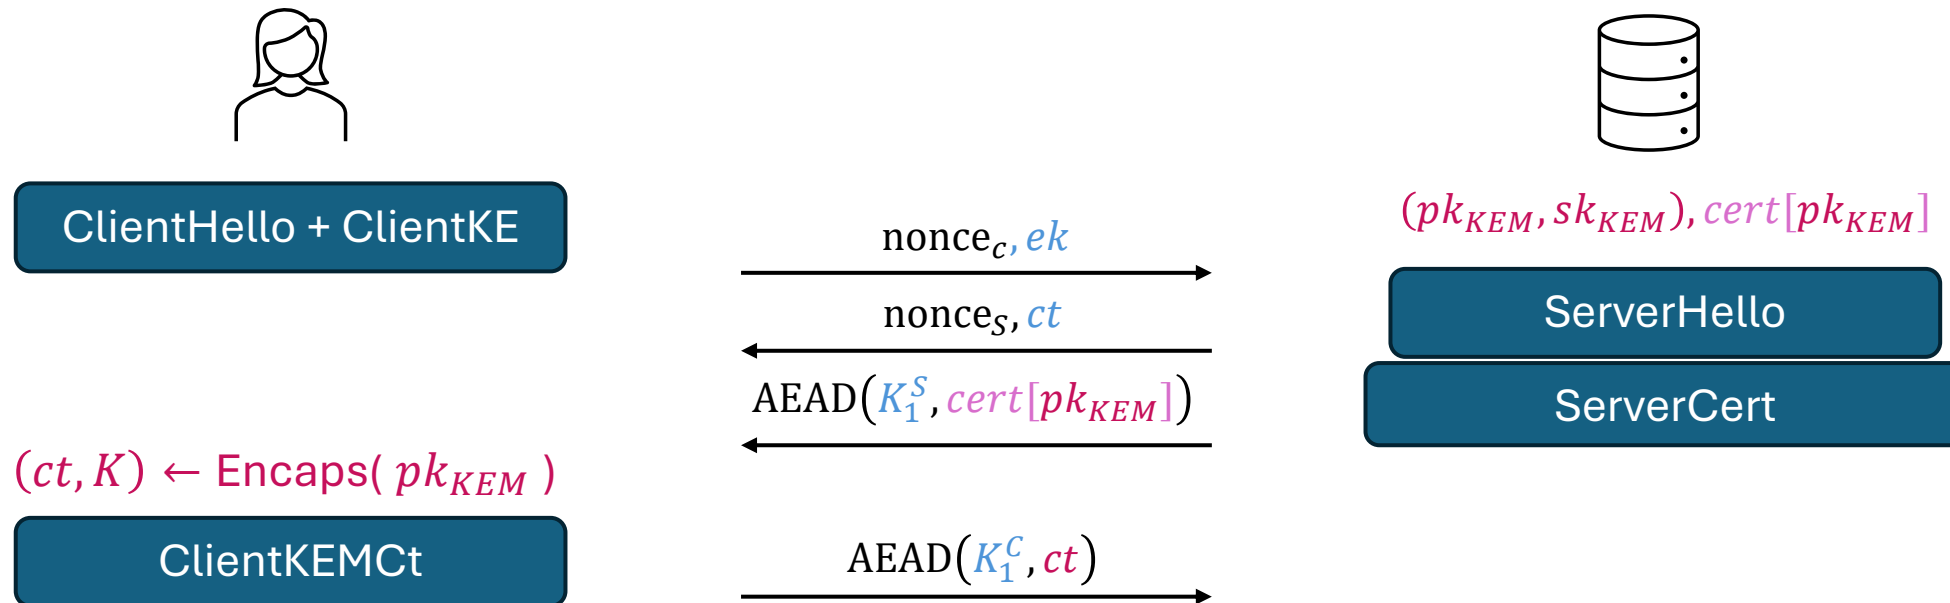 (pk_KEM, sk_KEM), cert[pk_KEM]
ClientHello + ClientKE
nonce_c, ek
ServerHello
nonce_S, ct
AEAD(K_1^S, cert[pk_KEM])
ServerCert
(ct, K) ← Encaps( pk_KEM )
ClientKEMCt
AEAD(K_1^C, ct)